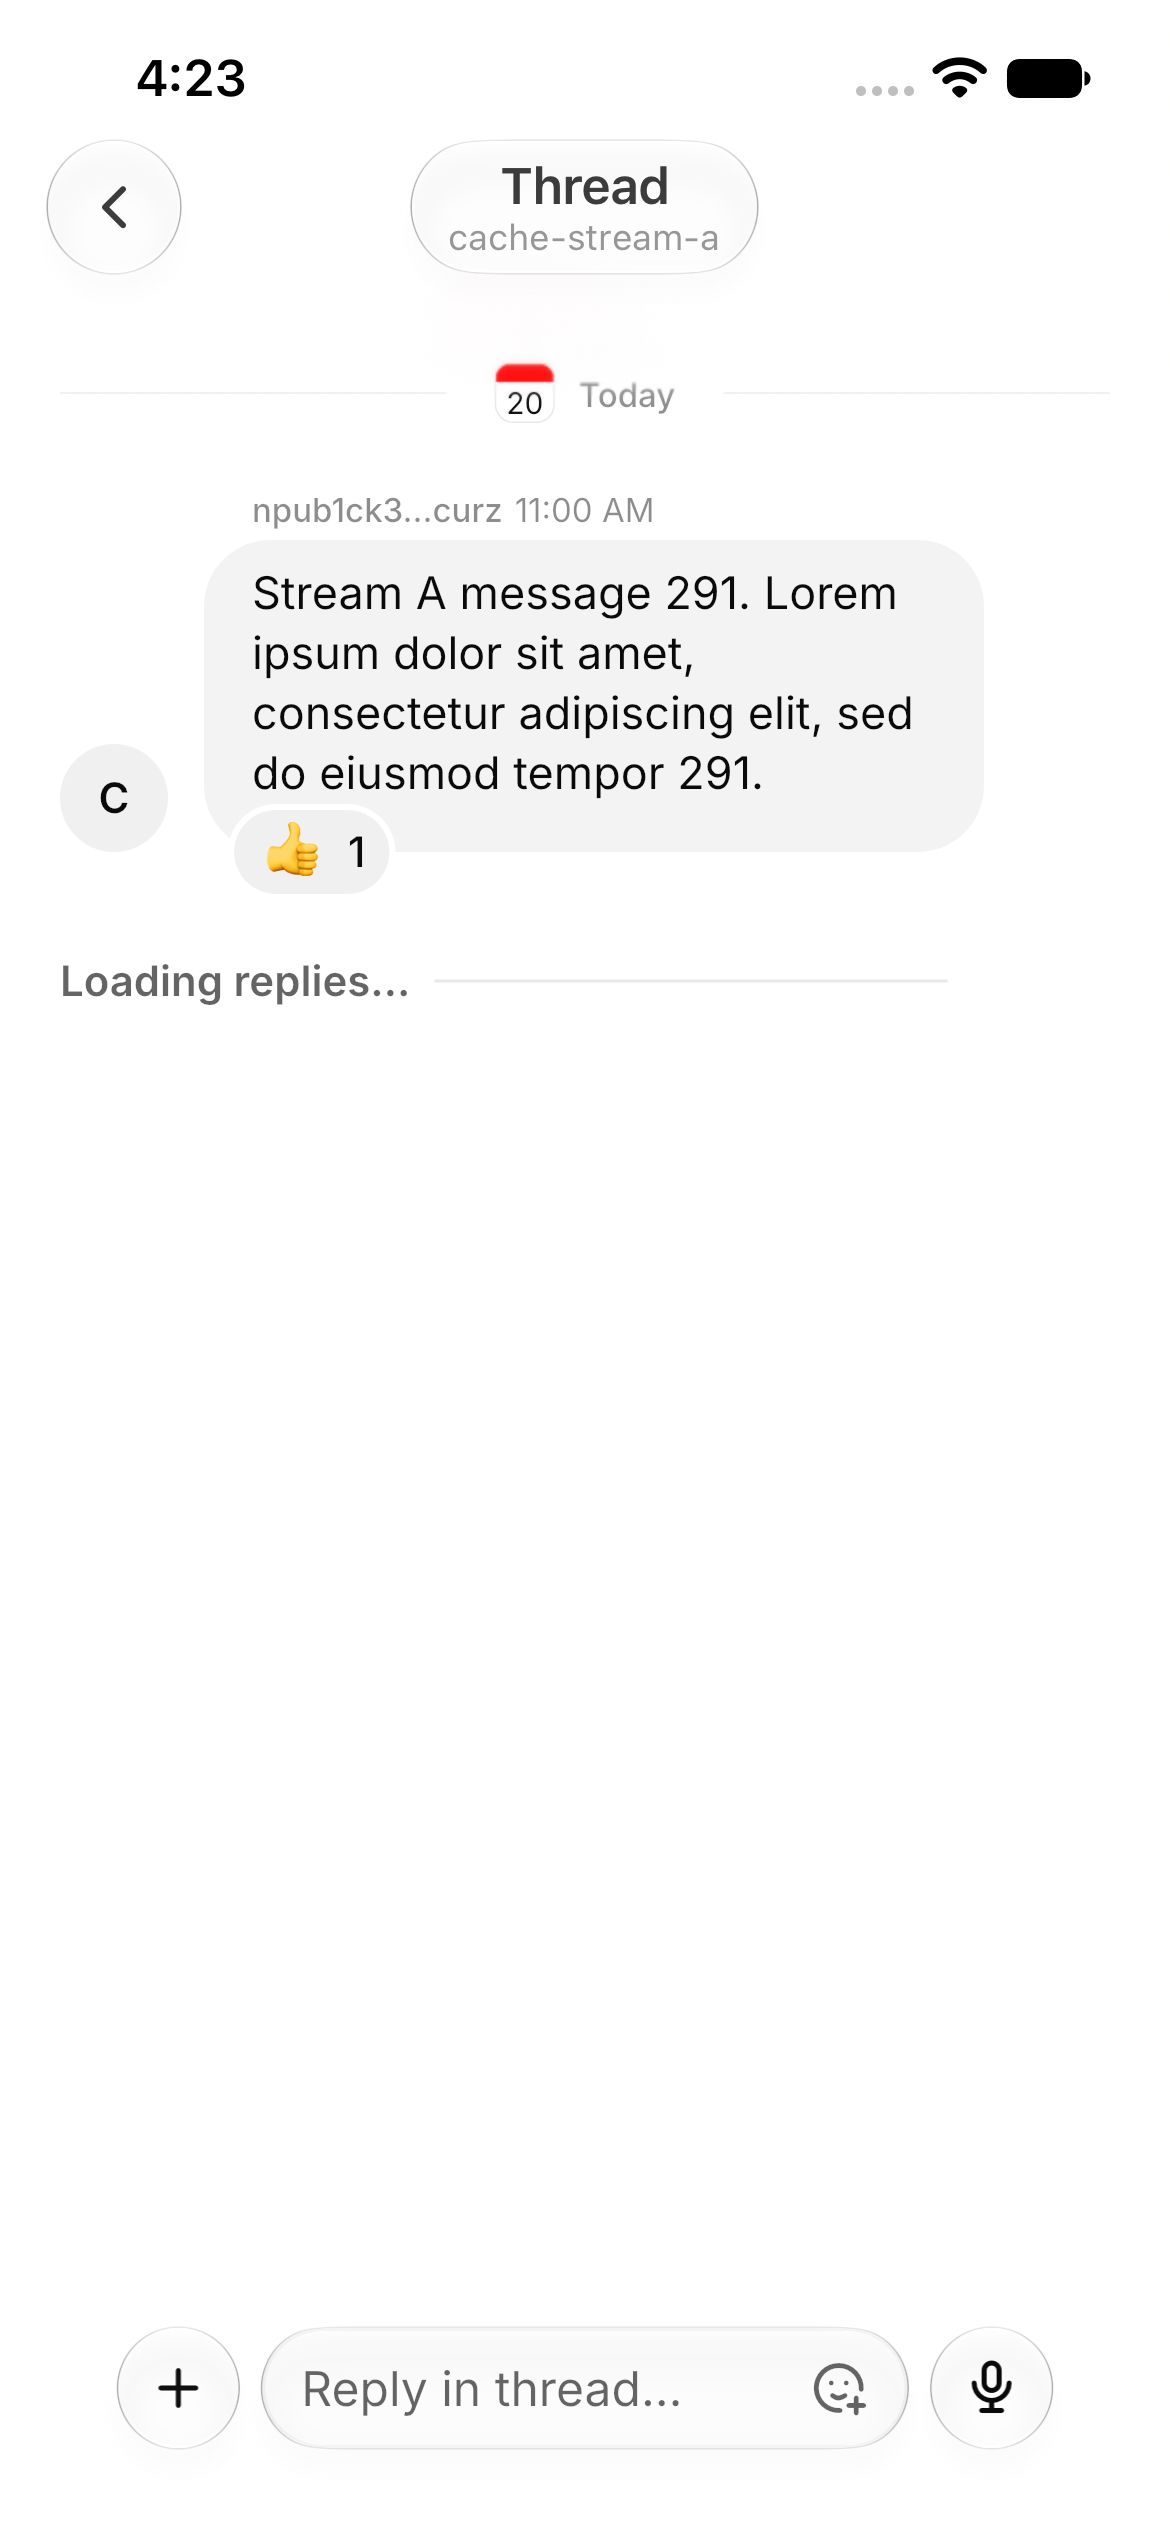 4:23
Thread
cache-stream-a
20 Today
npub1ck3...curz 11:00 AM
Stream A message 291. Lorem
ipsum dolor sit amet,
consectetur adipiscing elit, sed
do eiusmod tempor 291.
C
👍 1
Loading replies...
Reply in thread...